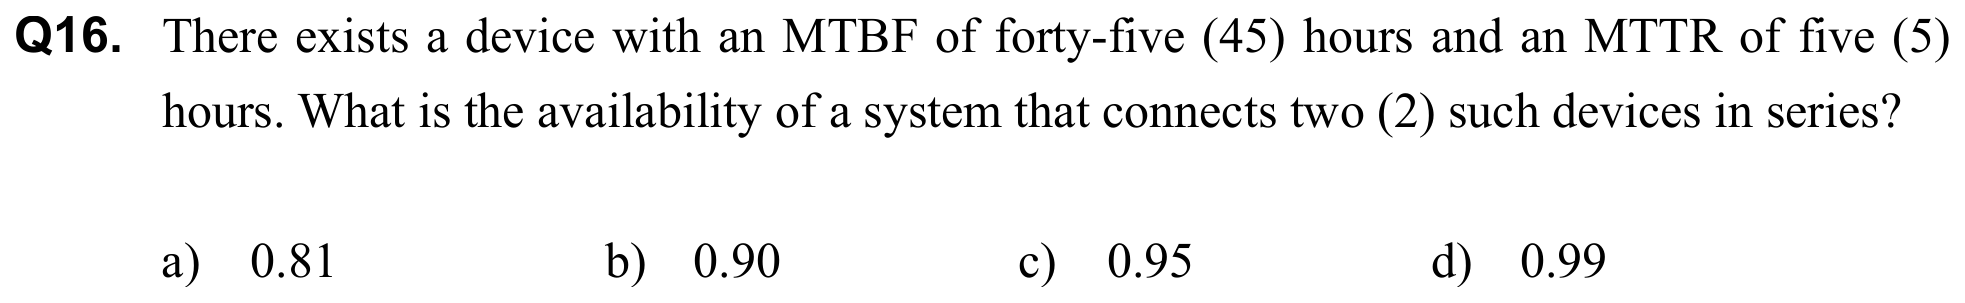 Q16. There exists a device with an MTBF of forty-five (45) hours and an MTTR of five (5)
hours. What is the availability of a system that connects two (2) such devices in series?
a) 0.81 b) 0.90 c) 0.95 d) 0.99